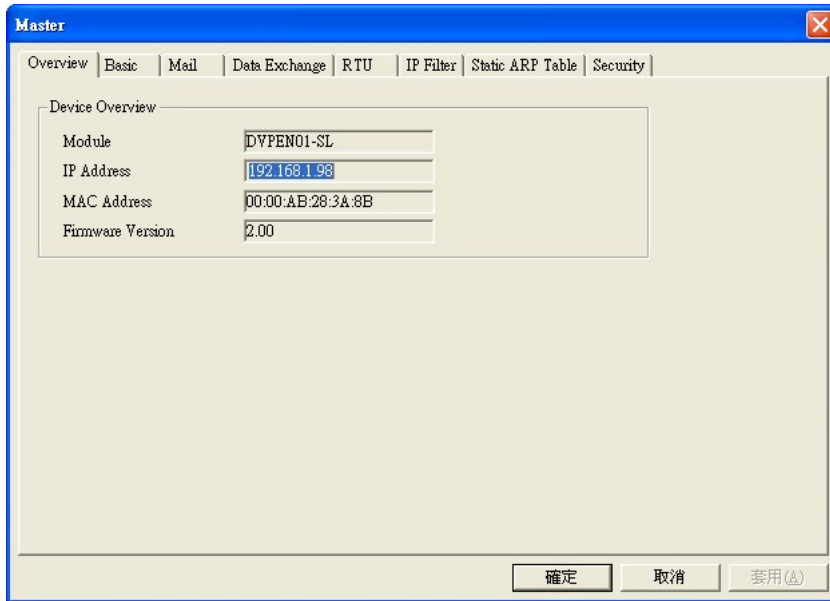 Master
Overview Basic Mail Data Exchange RTU IP Filter Static ARP Table Security
Device Overview
Module DVPEN01-SL
IP Address 192.168.1.98
MAC Address 00:00:AB:28:3A:8B
Firmware Version 2.00
確定 取消 套用(A)